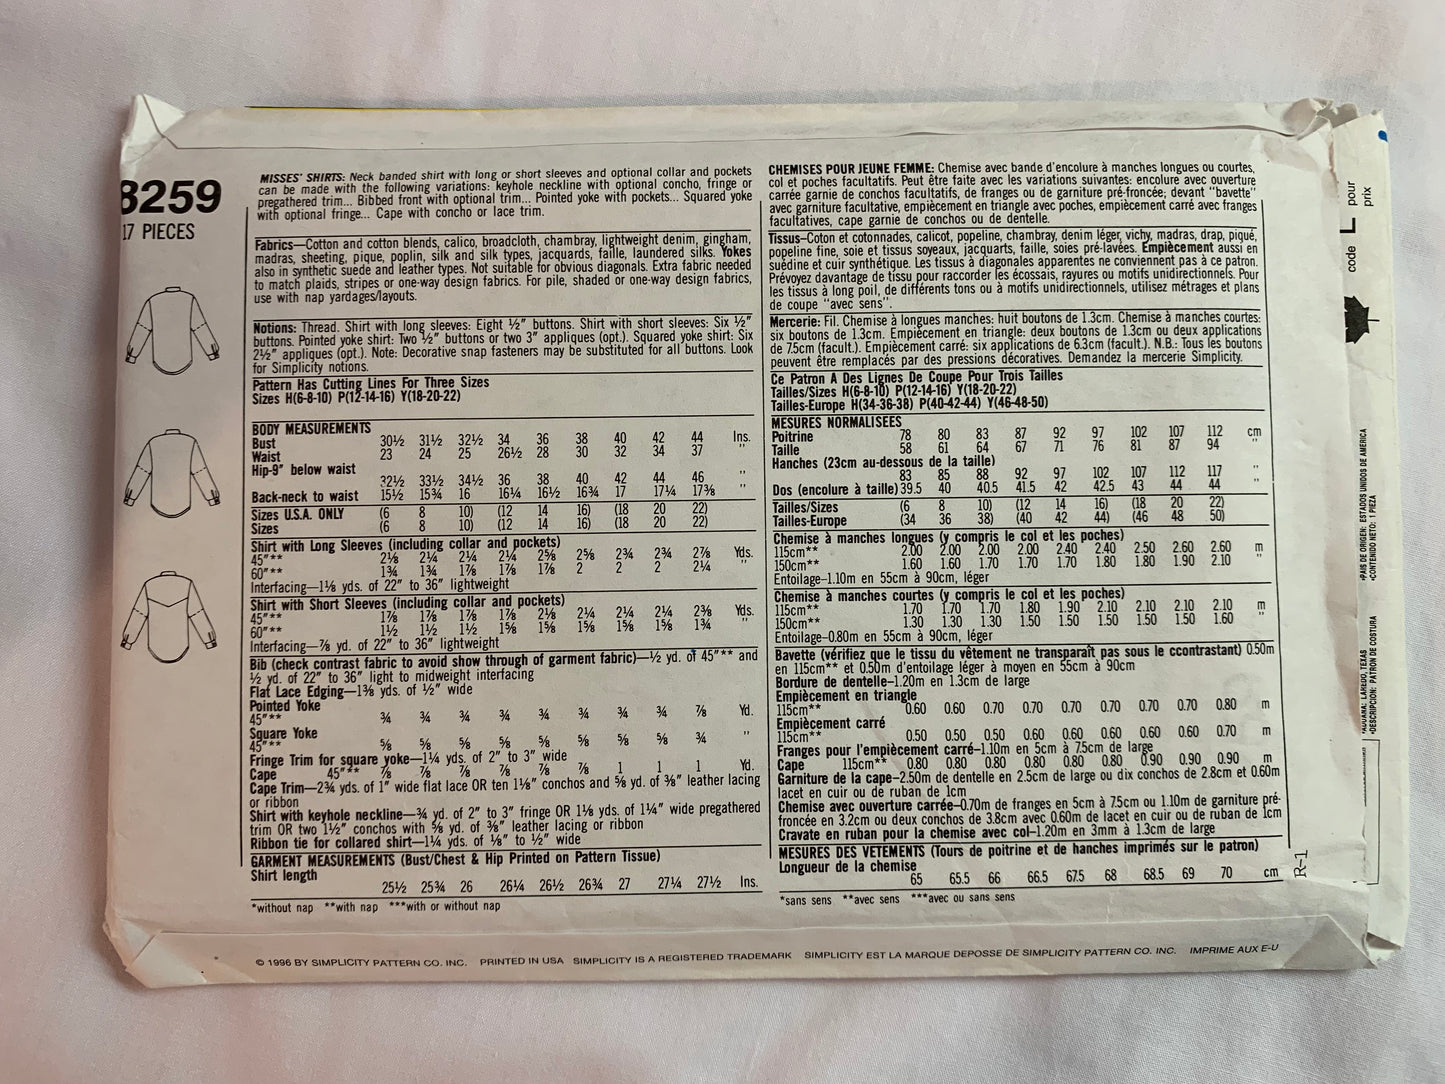 8259
17 PIECES
MISSES' SHIRTS: Neck banded shirt with long or short sleeves and optional collar and pockets
can be made with the following variations: keyhole neckline with optional concho, fringe or
pregathered trim... Bibbed front with optional trim... Pointed yoke with pockets... Squared yoke
with optional fringe... Cape with concho or lace trim.
Fabrics—Cotton and cotton blends, calico, broadcloth, chambray, lightweight denim, gingham,
madras, sheeting, pique, poplin, silk and silk types, jacquards, faille, laundered silks. Yokes
also in synthetic suede and leather types. Not suitable for obvious diagonals. Extra fabric needed
to match plaids, stripes or one-way design fabrics. For pile, shaded or one-way design fabrics,
use with nap yardages/layouts.
Notions: Thread. Shirt with long sleeves: Eight ½" buttons. Shirt with short sleeves: Six ½"
buttons. Pointed yoke shirt: Two ½" buttons or two 3" appliques (opt.). Squared yoke shirt: Six
2½" appliques (opt.). Note: Decorative snap fasteners may be substituted for all buttons. Look
for Simplicity notions.
Pattern Has Cutting Lines For Three Sizes
Sizes H(6-8-10) P(12-14-16) Y(18-20-22)
BODY MEASUREMENTS
Bust 30½ 31½ 32½ 34 36 38 40 42 44 Ins.
Waist 23 24 25 26½ 28 30 32 34 37 "
Hip-9" below waist
32½ 33½ 34½ 36 38 40 42 44 46 "
Back-neck to waist 15½ 15¾ 16 16¼ 16½ 16¾ 17 17¼ 17⅜ "
Sizes U.S.A. ONLY (6 8 10) (12 14 16) (18 20 22)
Sizes (6 8 10) (12 14 16) (18 20 22)
Shirt with Long Sleeves (including collar and pockets)
45"** 2⅛ 2¼ 2¼ 2¼ 2⅝ 2⅝ 2¾ 2¾ 2⅞ Yds.
60"** 1¾ 1¾ 1⅞ 1⅞ 1⅞ 2 2 2 2¼ "
Interfacing—1⅛ yds. of 22" to 36" lightweight
Shirt with Short Sleeves (including collar and pockets)
45"** 1⅞ 1⅞ 1⅞ 1⅞ 2⅛ 2¼ 2¼ 2¼ 2⅜ Yds.
60"** 1½ 1½ 1½ 1⅝ 1⅝ 1⅝ 1⅝ 1⅝ 1¾ "
Interfacing—⅞ yd. of 22" to 36" lightweight
Bib (check contrast fabric to avoid show through of garment fabric)—½ yd. of 45"** and
½ yd. of 22" to 36" light to midweight interfacing
Flat Lace Edging—1⅜ yds. of ½" wide
Pointed Yoke
45"** ¾ ¾ ¾ ¾ ¾ ¾ ¾ ¾ ⅞ Yd.
Square Yoke
45"** ⅝ ⅝ ⅝ ⅝ ⅝ ⅝ ⅝ ⅝ ¾ "
Fringe Trim for square yoke—1¼ yds. of 2" to 3" wide
Cape 45"** ⅞ ⅞ ⅞ ⅞ ⅞ ⅞ 1 1 1 Yd.
Cape Trim—2¾ yds. of 1" wide flat lace OR ten 1⅛" conchos and ⅝ yd. of ⅜" leather lacing
or ribbon
Shirt with keyhole neckline—¾ yd. of 2" to 3" fringe OR 1⅛ yds. of 1¼" wide pregathered
trim OR two 1½" conchos with ⅝ yd. of ⅜" leather lacing or ribbon
Ribbon tie for collared shirt—1¼ yds. of ⅛" to ½" wide
GARMENT MEASUREMENTS (Bust/Chest & Hip Printed on Pattern Tissue)
Shirt length
25½ 25¾ 26 26¼ 26½ 26¾ 27 27¼ 27½ Ins.
*without nap **with nap ***with or without nap
CHEMISES POUR JEUNE FEMME: Chemise avec bande d'encolure à manches longues ou courtes,
col et poches facultatifs. Peut être faite avec les variations suivantes: encolure avec ouverture
carrée garnie de conchos facultatifs, de franges ou de garniture pré-froncée; devant "bavette"
avec garniture facultative, empiècement en triangle avec poches, empiècement carré avec franges
facultatives, cape garnie de conchos ou de dentelle.
Tissus–Coton et cotonnades, calicot, popeline, chambray, denim léger, vichy, madras, drap, piqué,
popeline fine, soie et tissus soyeux, jacquarts, faille, soies pré-lavées. Empiècement aussi en
suédine et cuir synthétique. Les tissus à diagonales apparentes ne conviennent pas à ce patron.
Prévoyez davantage de tissu pour raccorder les écossais, rayures ou motifs unidirectionnels. Pour
les tissus à long poil, de différents tons ou à motifs unidirectionnels, utilisez métrages et plans
de coupe "avec sens".
Mercerie: Fil. Chemise à longues manches: huit boutons de 1.3cm. Chemise à manches courtes:
six boutons de 1.3cm. Empiècement en triangle: deux boutons de 1.3cm ou deux applications
de 7.5cm (facult.). Empiècement carré: six applications de 6.3cm (facult.). N.B.: Tous les boutons
peuvent être remplacés par des pressions décoratives. Demandez la mercerie Simplicity.
Ce Patron A Des Lignes De Coupe Pour Trois Tailles
Tailles/Sizes H(6-8-10) P(12-14-16) Y(18-20-22)
Tailles-Europe H(34-36-38) P(40-42-44) Y(46-48-50)
MESURES NORMALISEES
Poitrine 78 80 83 87 92 97 102 107 112 cm
Taille 58 61 64 67 71 76 81 87 94 "
Hanches (23cm au-dessous de la taille)
83 85 88 92 97 102 107 112 117 "
Dos (encolure à taille) 39.5 40 40.5 41.5 42 42.5 43 44 44 "
Tailles/Sizes (6 8 10) (12 14 16) (18 20 22)
Tailles-Europe (34 36 38) (40 42 44) (46 48 50)
Chemise à manches longues (y compris le col et les poches)
115cm** 2.00 2.00 2.00 2.00 2.40 2.40 2.50 2.60 2.60 m
150cm** 1.60 1.60 1.70 1.70 1.70 1.80 1.80 1.90 2.10 "
Entoilage–1.10m en 55cm à 90cm, léger
Chemise à manches courtes (y compris le col et les poches)
115cm** 1.70 1.70 1.70 1.80 1.90 2.10 2.10 2.10 2.10 m
150cm** 1.30 1.30 1.30 1.50 1.50 1.50 1.50 1.50 1.60 "
Entoilage–0.80m en 55cm à 90cm, léger
Bavette (vérifiez que le tissu du vêtement ne transparaît pas sous le ccontrastant) 0.50m
en 115cm** et 0.50m d'entoilage léger à moyen en 55cm à 90cm
Bordure de dentelle–1.20m en 1.3cm de large
Empiècement en triangle
115cm** 0.60 0.60 0.70 0.70 0.70 0.70 0.70 0.70 0.80 m
Empiècement carré
115cm** 0.50 0.50 0.50 0.60 0.60 0.60 0.60 0.60 0.70 m
Franges pour l'empiècement carré–1.10m en 5cm à 7.5cm de large
Cape 115cm** 0.80 0.80 0.80 0.80 0.80 0.80 0.90 0.90 0.90 m
Garniture de la cape–2.50m de dentelle en 2.5cm de large ou dix conchos de 2.8cm et 0.60m
lacet en cuir ou de ruban de 1cm
Chemise avec ouverture carrée–0.70m de franges en 5cm à 7.5cm ou 1.10m de garniture pré-
froncée en 3.2cm ou deux conchos de 3.8cm avec 0.60m de lacet en cuir ou de ruban de 1cm
Cravate en ruban pour la chemise avec col–1.20m en 3mm à 1.3cm de large
MESURES DES VETEMENTS (Tours de poitrine et de hanches imprimés sur le patron)
Longueur de la chemise
65 65.5 66 66.5 67.5 68 68.5 69 70 cm
*sans sens **avec sens ***avec ou sans sens
R-1
© 1996 BY SIMPLICITY PATTERN CO. INC. PRINTED IN USA SIMPLICITY IS A REGISTERED TRADEMARK SIMPLICITY EST LA MARQUE DEPOSSE DE SIMPLICITY PATTERN CO. INC. IMPRIME AUX E-U
code L pour
prix
•PAIS DE ORIGEN: ESTADOS UNIDOS DE AMERICA
•CONTENIDO NETO: 1 PIEZA
LAREDO, TEXAS
•DESCRIPCION: PATRON DE COSTURA